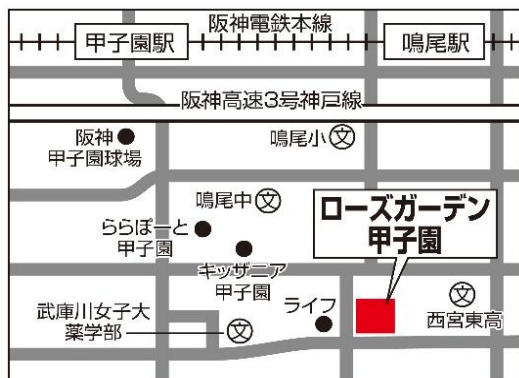 阪神電鉄本線
甲子園駅
鳴尾駅
阪神高速3号神戸線
阪神
甲子園球場
鳴尾小
文
鳴尾中
文
ローズガーデン
甲子園
ららぽーと
甲子園
キッザニア
甲子園
武庫川女子大
薬学部
文
ライフ
文
西宮東高